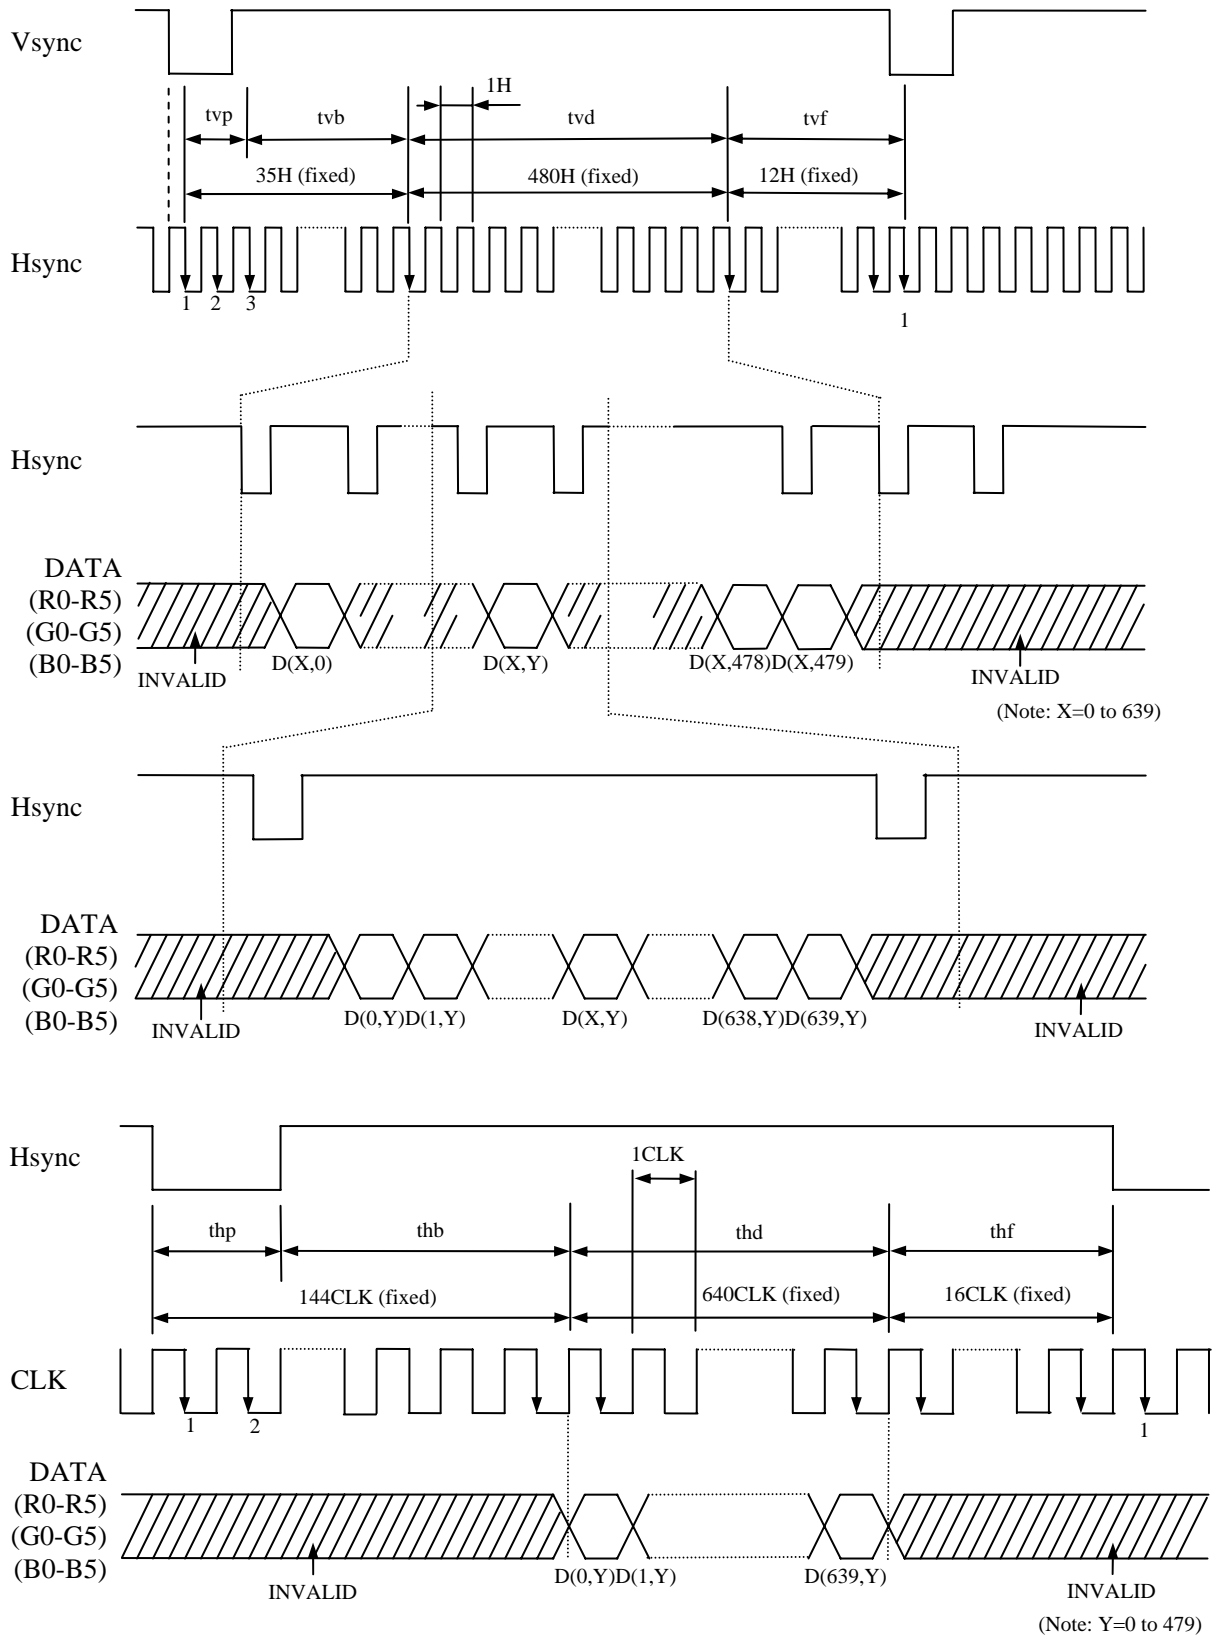 Vsync
1H
tvp
tvb
tvd
tvf
35H (fixed)
480H (fixed)
12H (fixed)
Hsync
1
2
3
1
Hsync
DATA
(R0-R5)
(G0-G5)
(B0-B5)
INVALID
D(X,0)
D(X,Y)
D(X,478)D(X,479)
INVALID
(Note: X=0 to 639)
Hsync
DATA
(R0-R5)
(G0-G5)
(B0-B5)
INVALID
D(0,Y)D(1,Y)
D(X,Y)
D(638,Y)D(639,Y)
INVALID
Hsync
1CLK
thp
thb
thd
thf
144CLK (fixed)
640CLK (fixed)
16CLK (fixed)
CLK
1
2
1
DATA
(R0-R5)
(G0-G5)
(B0-B5)
INVALID
D(0,Y)D(1,Y)
D(639,Y)
INVALID
(Note: Y=0 to 479)